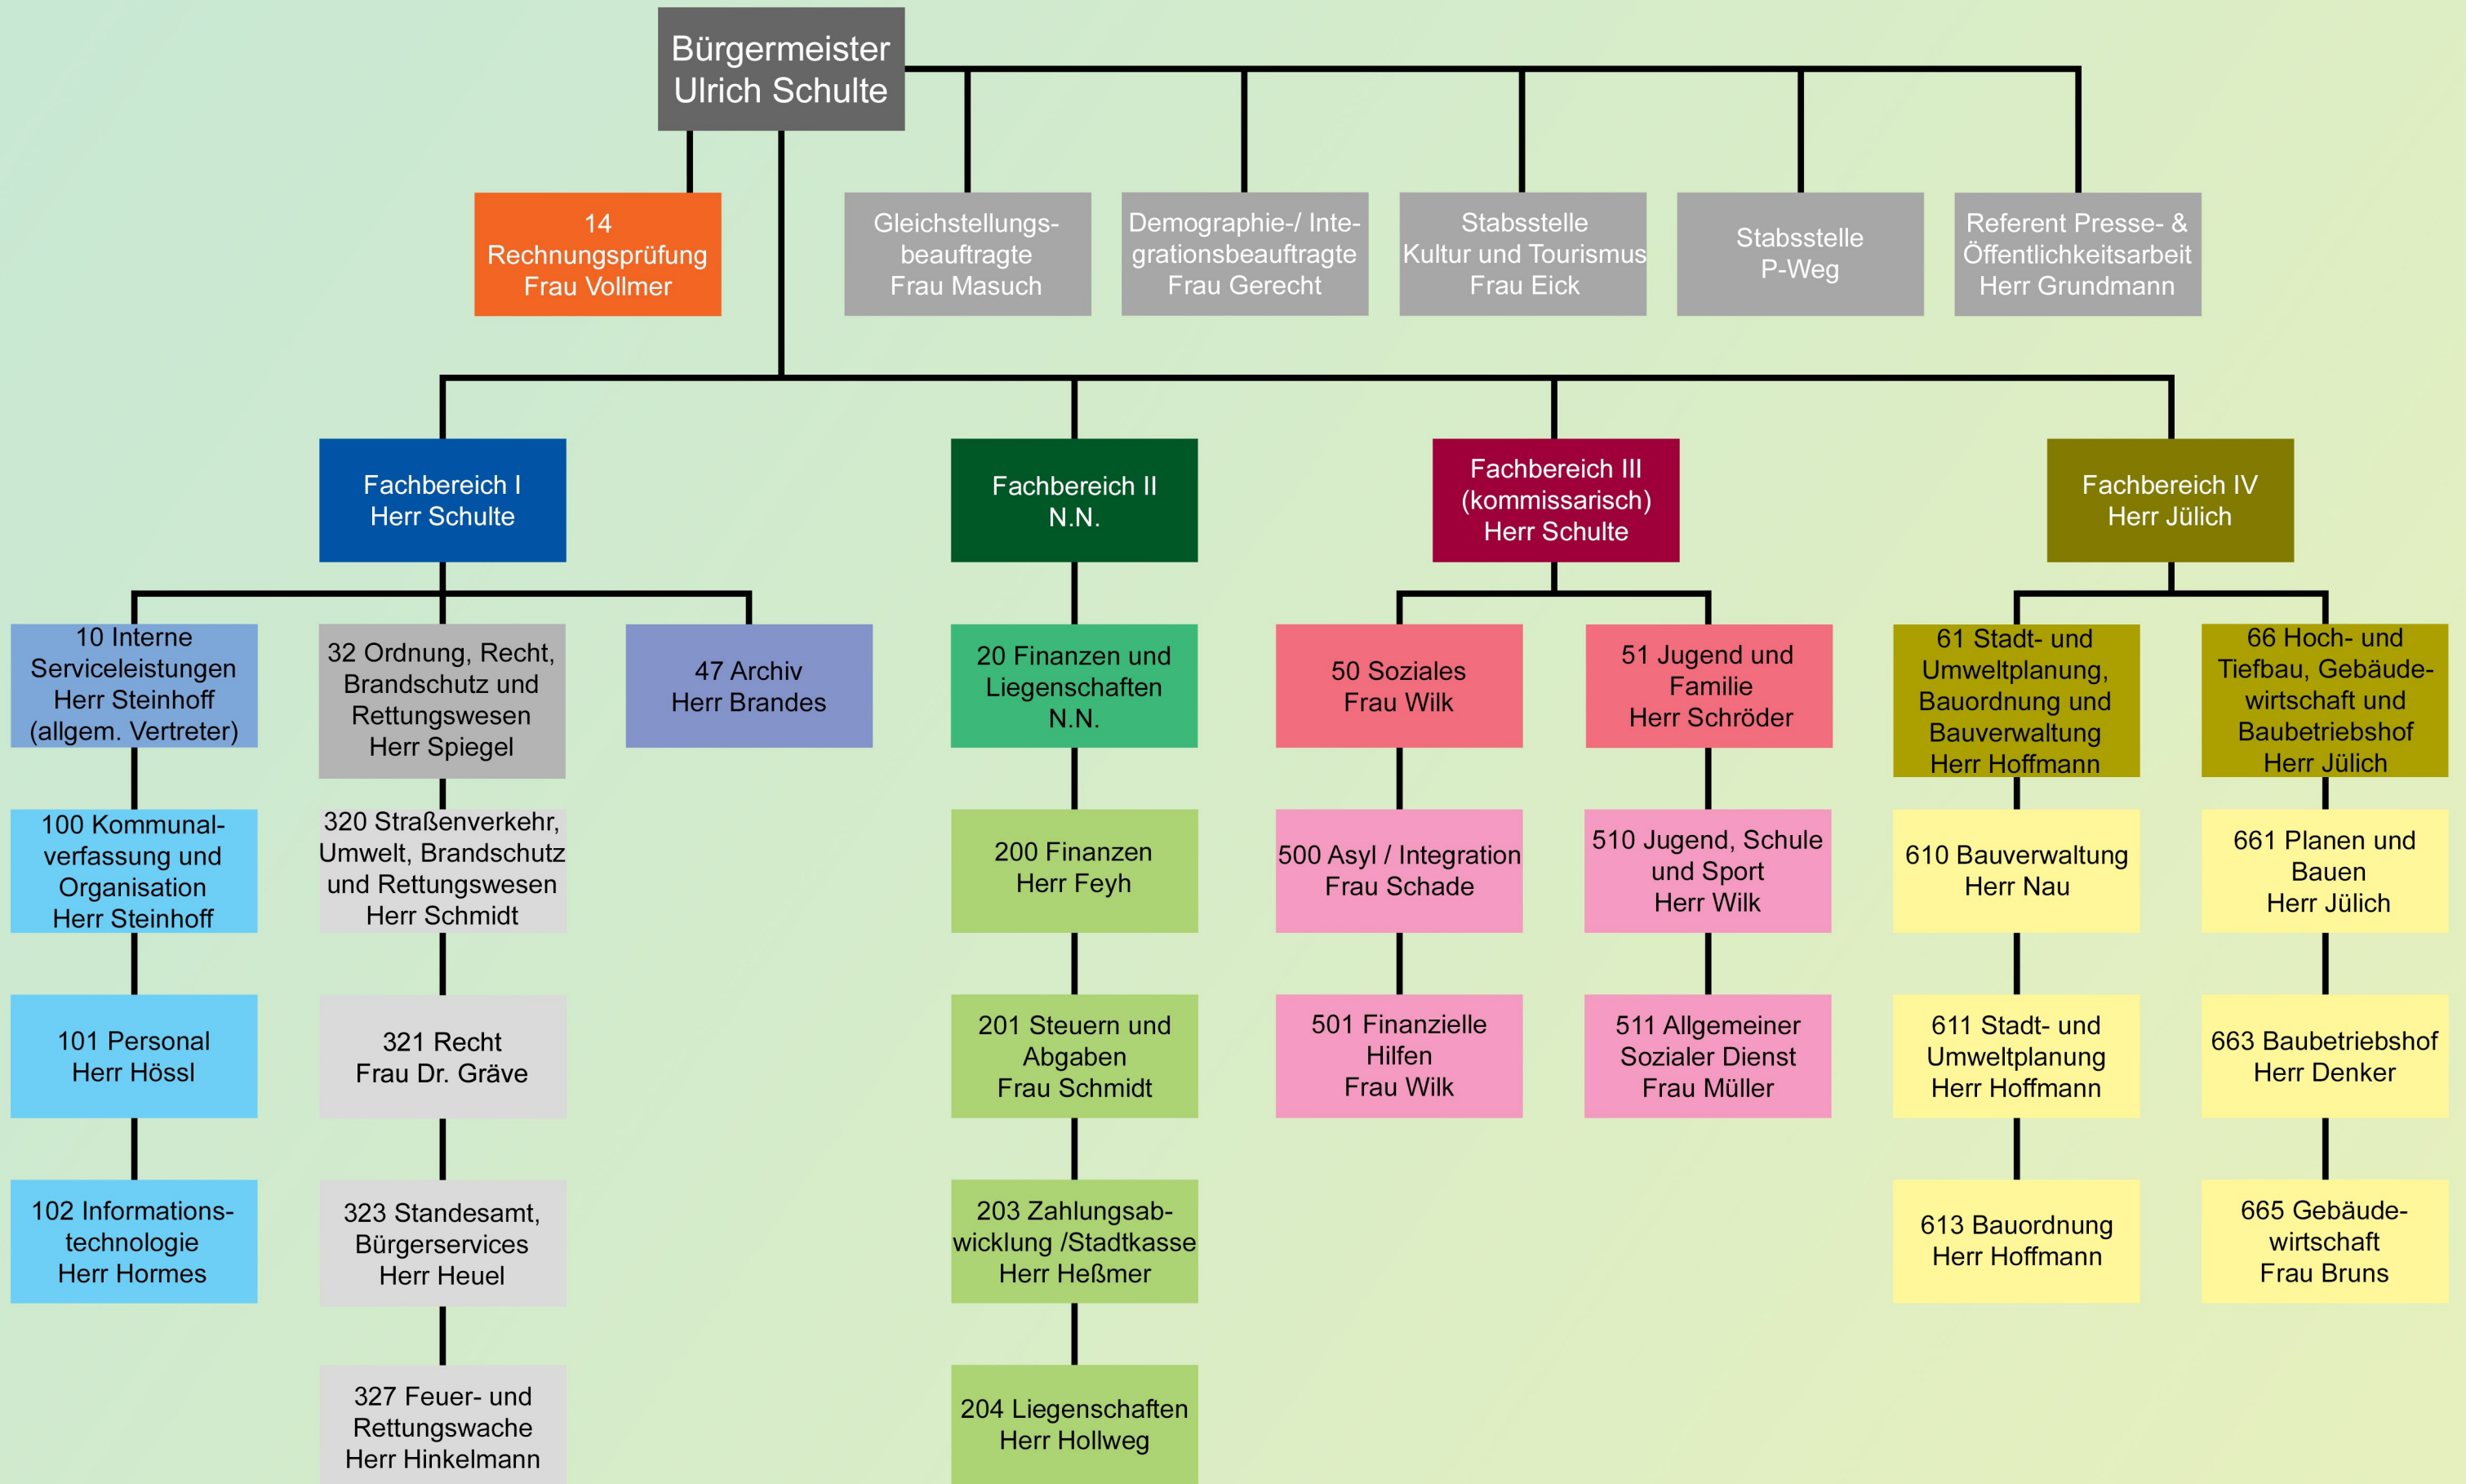 Bürgermeister
Ulrich Schulte
14
Rechnungsprüfung
Frau Vollmer
Gleichstellungs-
beauftragte
Frau Masuch
Demographie-/ Inte-
grationsbeauftragte
Frau Gerecht
Stabsstelle
Kultur und Tourismus
Frau Eick
Stabsstelle
P-Weg
Referent Presse- &
Öffentlichkeitsarbeit
Herr Grundmann
Fachbereich I
Herr Schulte
Fachbereich II
N.N.
Fachbereich III
(kommissarisch)
Herr Schulte
Fachbereich IV
Herr Jülich
10 Interne
Serviceleistungen
Herr Steinhoff
(allgem. Vertreter)
32 Ordnung, Recht,
Brandschutz und
Rettungswesen
Herr Spiegel
47 Archiv
Herr Brandes
20 Finanzen und
Liegenschaften
N.N.
50 Soziales
Frau Wilk
51 Jugend und
Familie
Herr Schröder
61 Stadt- und
Umweltplanung,
Bauordnung und
Bauverwaltung
Herr Hoffmann
66 Hoch- und
Tiefbau, Gebäude-
wirtschaft und
Baubetriebshof
Herr Jülich
100 Kommunal-
verfassung und
Organisation
Herr Steinhoff
320 Straßenverkehr,
Umwelt, Brandschutz
und Rettungswesen
Herr Schmidt
200 Finanzen
Herr Feyh
500 Asyl / Integration
Frau Schade
510 Jugend, Schule
und Sport
Herr Wilk
610 Bauverwaltung
Herr Nau
661 Planen und
Bauen
Herr Jülich
101 Personal
Herr Hössl
321 Recht
Frau Dr. Gräve
201 Steuern und
Abgaben
Frau Schmidt
501 Finanzielle
Hilfen
Frau Wilk
511 Allgemeiner
Sozialer Dienst
Frau Müller
611 Stadt- und
Umweltplanung
Herr Hoffmann
663 Baubetriebshof
Herr Denker
102 Informations-
technologie
Herr Hormes
323 Standesamt,
Bürgerservices
Herr Heuel
203 Zahlungsab-
wicklung /Stadtkasse
Herr Heßmer
613 Bauordnung
Herr Hoffmann
665 Gebäude-
wirtschaft
Frau Bruns
327 Feuer- und
Rettungswache
Herr Hinkelmann
204 Liegenschaften
Herr Hollweg